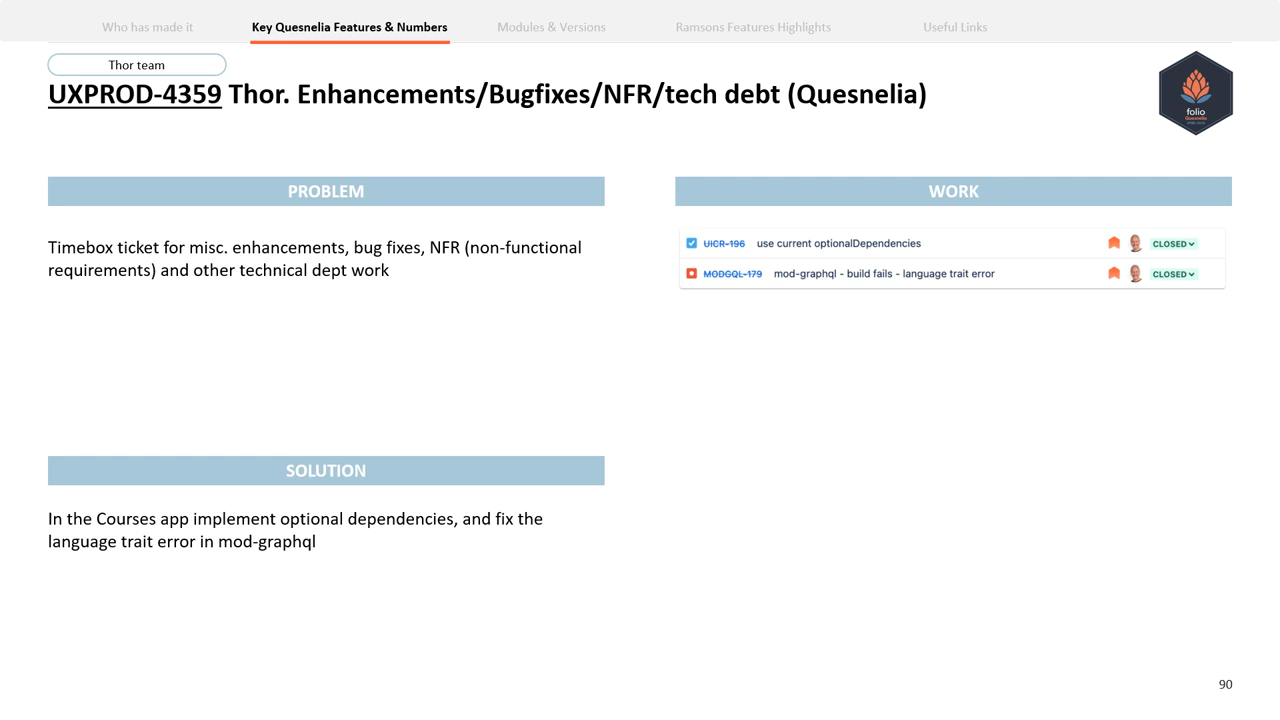 Who has made it
Key Quesnelia Features & Numbers
Modules & Versions
Ramsons Features Highlights
Useful Links
Thor team
UXPROD-4359 Thor. Enhancements/Bugfixes/NFR/tech debt (Quesnelia)
folio
Quesnelia
PROBLEM
Timebox ticket for misc. enhancements, bug fixes, NFR (non-functional
requirements) and other technical dept work
WORK
UICR-196 use current optionalDependencies CLOSED
MODGQL-179 mod-graphql - build fails - language trait error CLOSED
SOLUTION
In the Courses app implement optional dependencies, and fix the
language trait error in mod-graphql
90